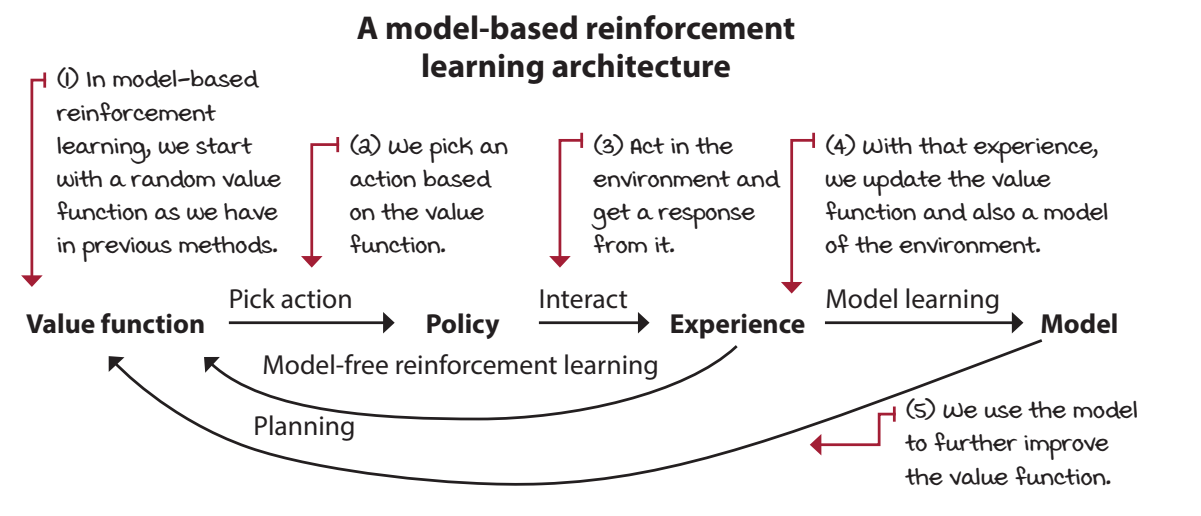 A model-based reinforcement
learning architecture
(1) In model-based
reinforcement
learning, we start
with a random value
function as we have
in previous methods.
(2) We pick an
action based
on the value
function.
(3) Act in the
environment and
get a response
from it.
(4) With that experience,
we update the value
function and also a model
of the environment.
Pick action
Interact
Model learning
Value function
Policy
Experience
Model
Model-free reinforcement learning
Planning
(5) We use the model
to further improve
the value function.